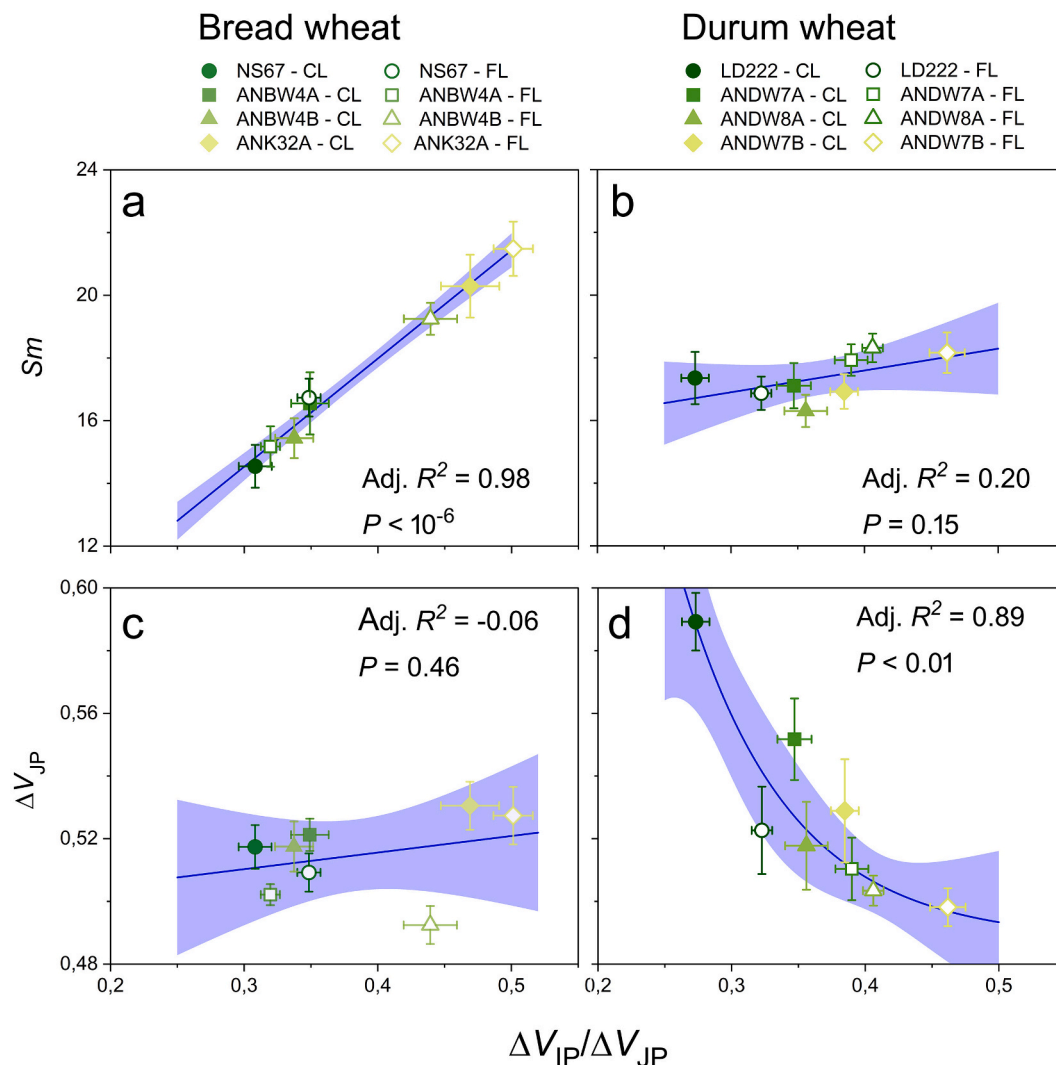 Bread wheat
Durum wheat
NS67 - CL
NS67 - FL
ANBW4A - CL
ANBW4A - FL
ANBW4B - CL
ANBW4B - FL
ANK32A - CL
ANK32A - FL
LD222 - CL
LD222 - FL
ANDW7A - CL
ANDW7A - FL
ANDW8A - CL
ANDW8A - FL
ANDW7B - CL
ANDW7B - FL
24
20
16
12
Sm
a
Adj. R² = 0.98
P < 10⁻⁶
b
Adj. R² = 0.20
P = 0.15
0,60
0,56
0,52
0,48
ΔV_JP
c
Adj. R² = -0.06
P = 0.46
d
Adj. R² = 0.89
P < 0.01
0,2 0,3 0,4 0,5
0,2 0,3 0,4 0,5
ΔV_IP/ΔV_JP